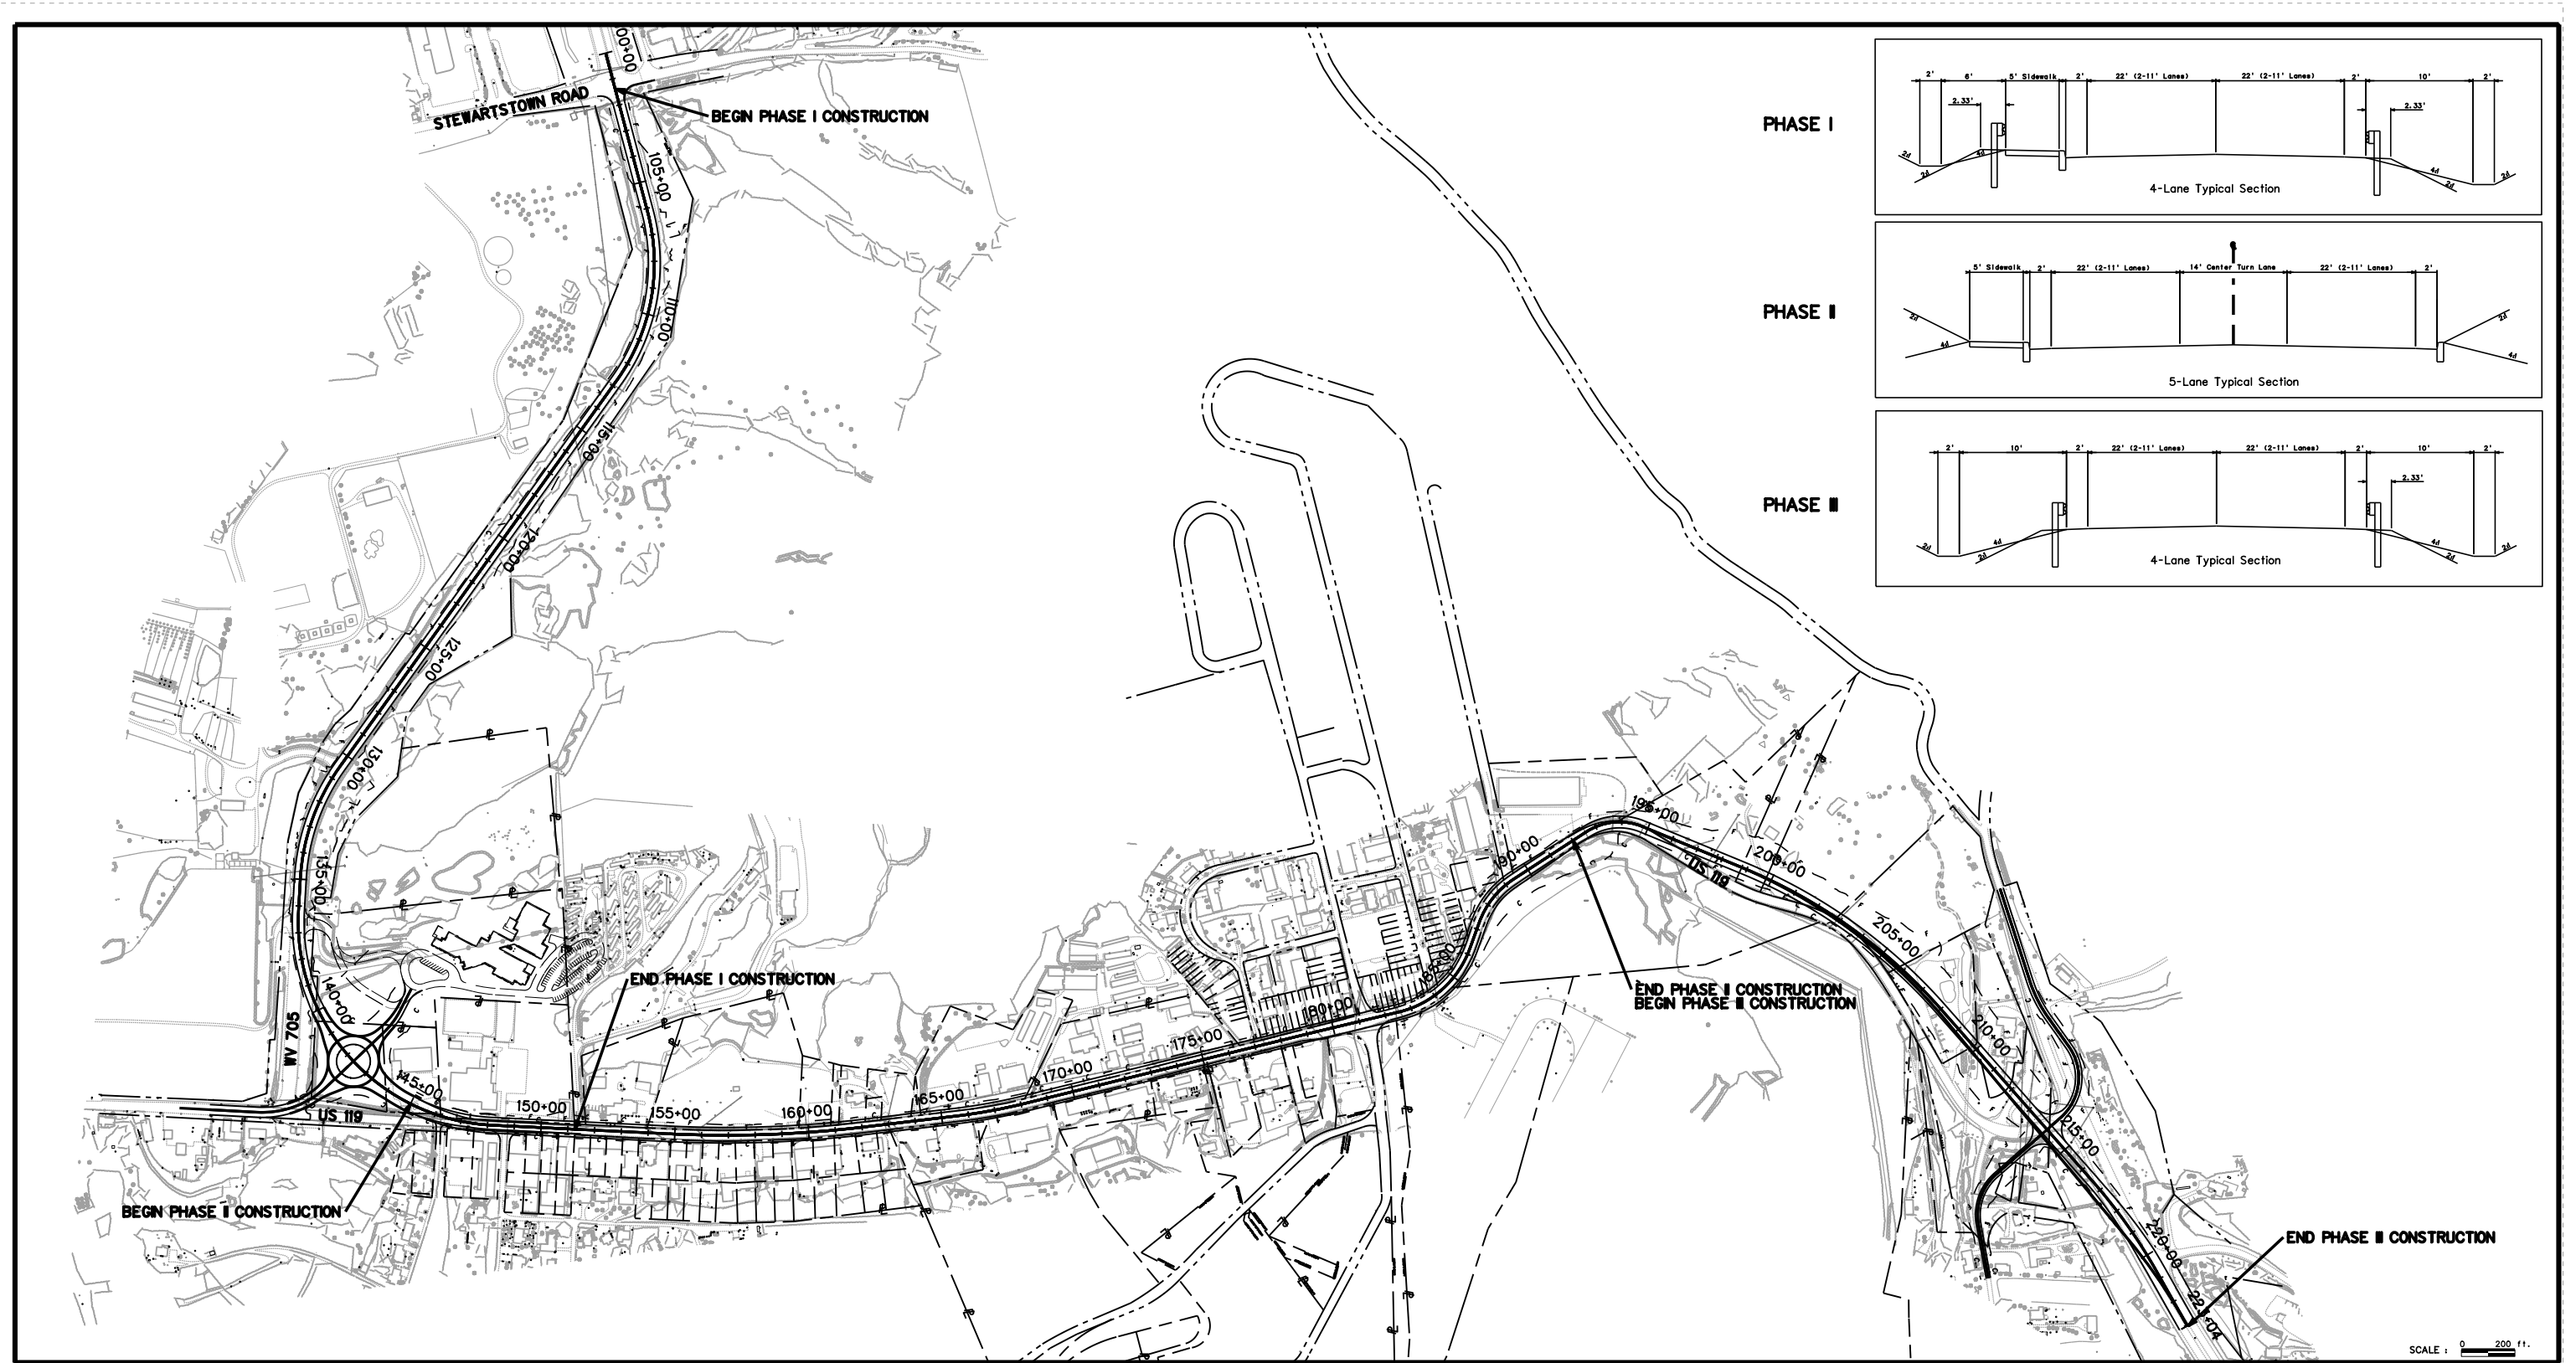 00+00
STEWARTSTOWN ROAD
BEGIN PHASE I CONSTRUCTION
105+00
110+00
115+00
120+00
125+00
130+00
135+00
140+00
WV 705
US 119
145+00
END PHASE I CONSTRUCTION
BEGIN PHASE II CONSTRUCTION
150+00
155+00
160+00
165+00
170+00
175+00
180+00
185+00
190+00
195+00
US 119
200+00
END PHASE II CONSTRUCTION
BEGIN PHASE III CONSTRUCTION
205+00
210+00
215+00
220+00
END PHASE III CONSTRUCTION
PHASE I
2' 6' 5' Sidewalk 2' 22' (2-11' Lanes) 22' (2-11' Lanes) 2' 10' 2'
2.33' 2.33'
4-Lane Typical Section
PHASE II
5' Sidewalk 2' 22' (2-11' Lanes) 14' Center Turn Lane 22' (2-11' Lanes) 2'
5-Lane Typical Section
PHASE III
2' 10' 2' 22' (2-11' Lanes) 22' (2-11' Lanes) 2' 10' 2'
2.33'
4-Lane Typical Section
SCALE : 0 200 ft.